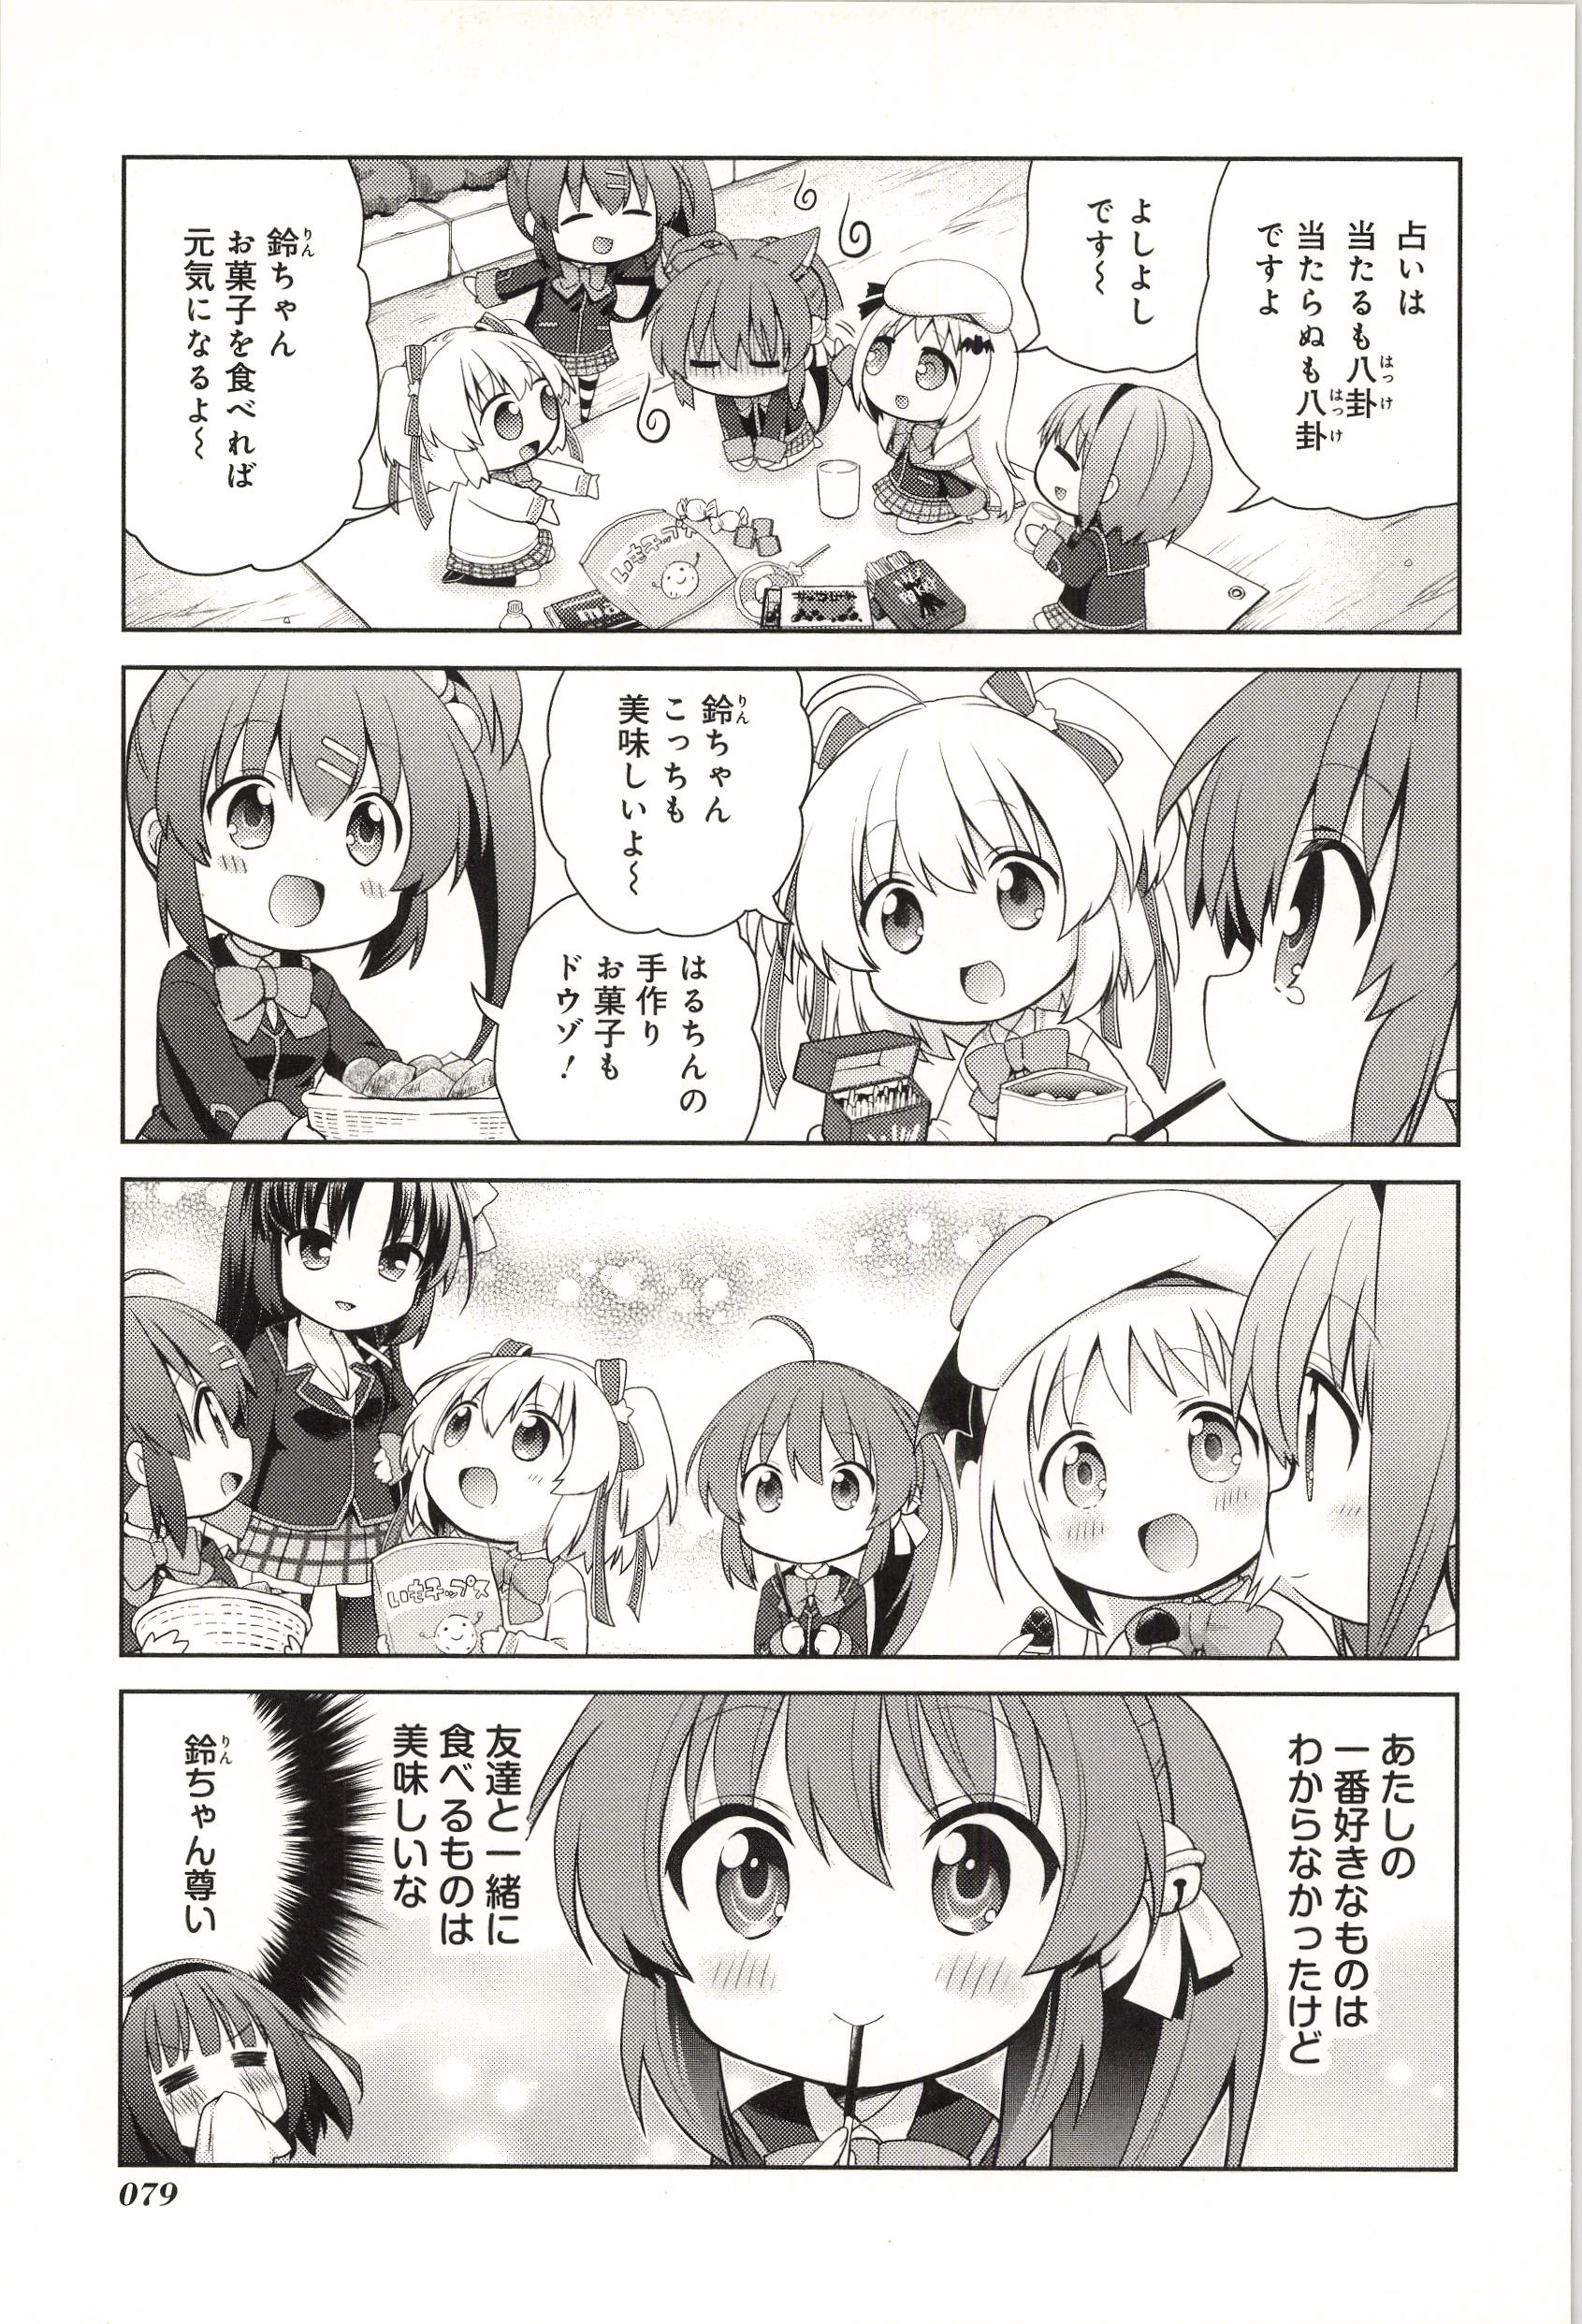 占いは
当たるも八卦
当たらぬも八卦
ですよ
よしよし
です～
鈴ちゃん
お菓子を食べれば
元気になるよ～
いもチップス
鈴ちゃん
こっちも
美味しいよ～
はるちんの
手作り
お菓子も
ドウゾ！
いもチップス
あたしの
一番好きなものは
わからなかったけど
友達と一緒に
食べるものは
美味しいな
鈴ちゃん尊い
079